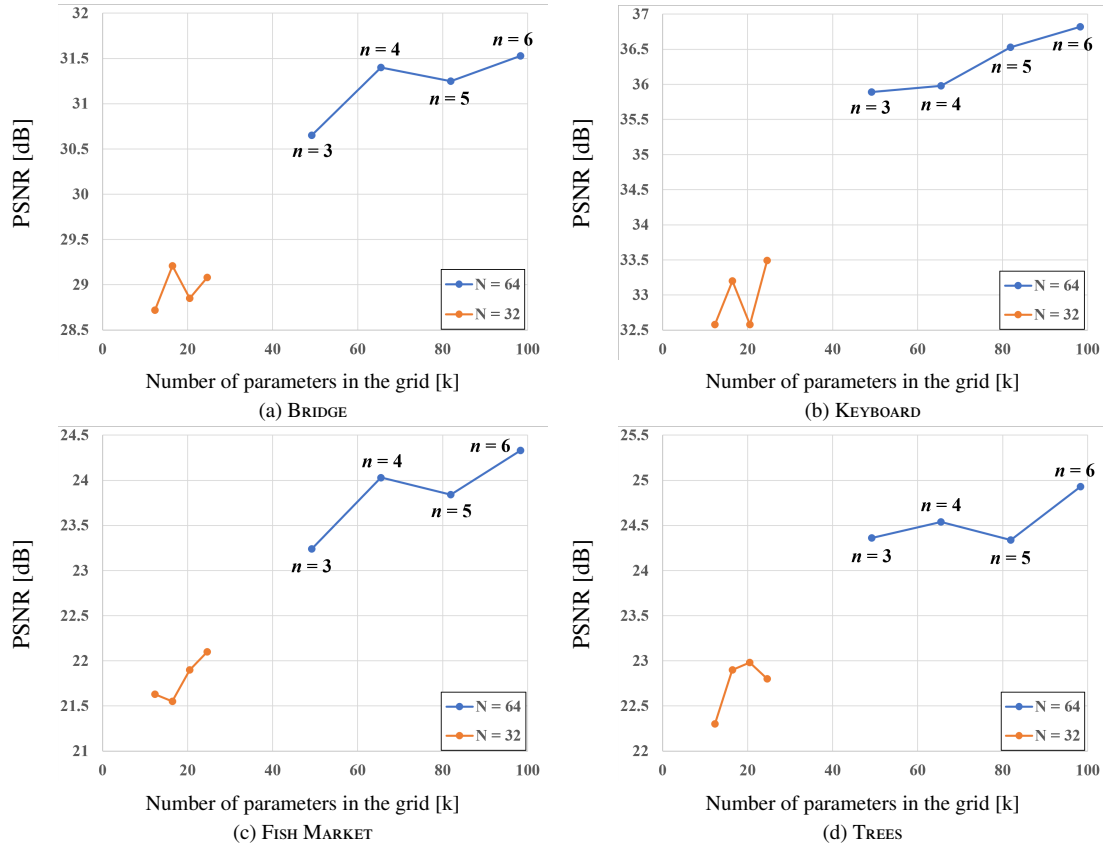 32
31.5
31
30.5
30
29.5
29
28.5
PSNR [dB]
n = 3
n = 4
n = 5
n = 6
N = 64
N = 32
0 20 40 60 80 100
Number of parameters in the grid [k]
(a) BRIDGE
37
36.5
36
35.5
35
34.5
34
33.5
33
32.5
PSNR [dB]
n = 3
n = 4
n = 5
n = 6
N = 64
N = 32
0 20 40 60 80 100
Number of parameters in the grid [k]
(b) KEYBOARD
24.5
24
23.5
23
22.5
22
21.5
21
PSNR [dB]
n = 3
n = 4
n = 5
n = 6
N = 64
N = 32
0 20 40 60 80 100
Number of parameters in the grid [k]
(c) FISH MARKET
25.5
25
24.5
24
23.5
23
22.5
22
PSNR [dB]
n = 3
n = 4
n = 5
n = 6
N = 64
N = 32
0 20 40 60 80 100
Number of parameters in the grid [k]
(d) TREES